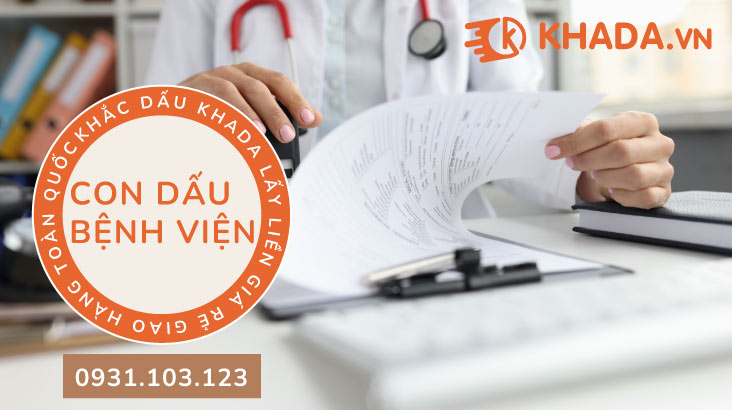 KHADA.VN
KHẮC DẤU KHADA LẤY LIỀN GIÁ RẺ GIAO HÀNG TOÀN QUỐC
CON DẤU
BỆNH VIỆN
0931.103.123